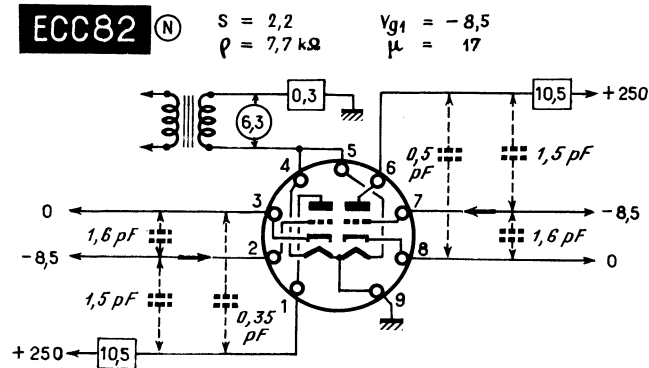 ECC82 N S = 2,2 Vg1 = - 8,5
ρ = 7,7 kΩ μ = 17
0,3 10,5 +250
6,3
4 5 6 0,5 pF 1,5 pF
0 3 7 -8,5
1,6 pF 1,6 pF
-8,5 2 8 0
1,5 pF 0,35 pF 1 9
+250 10,5